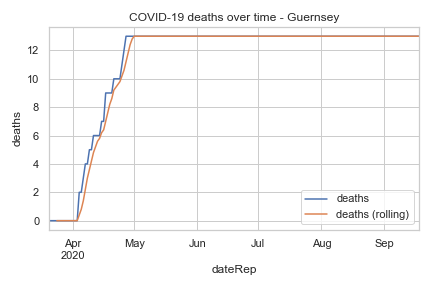 COVID-19 deaths over time - Guernsey
deaths
12
10
8
6
4
2
0
Apr
2020
May
Jun
Jul
Aug
Sep
dateRep
deaths
deaths (rolling)